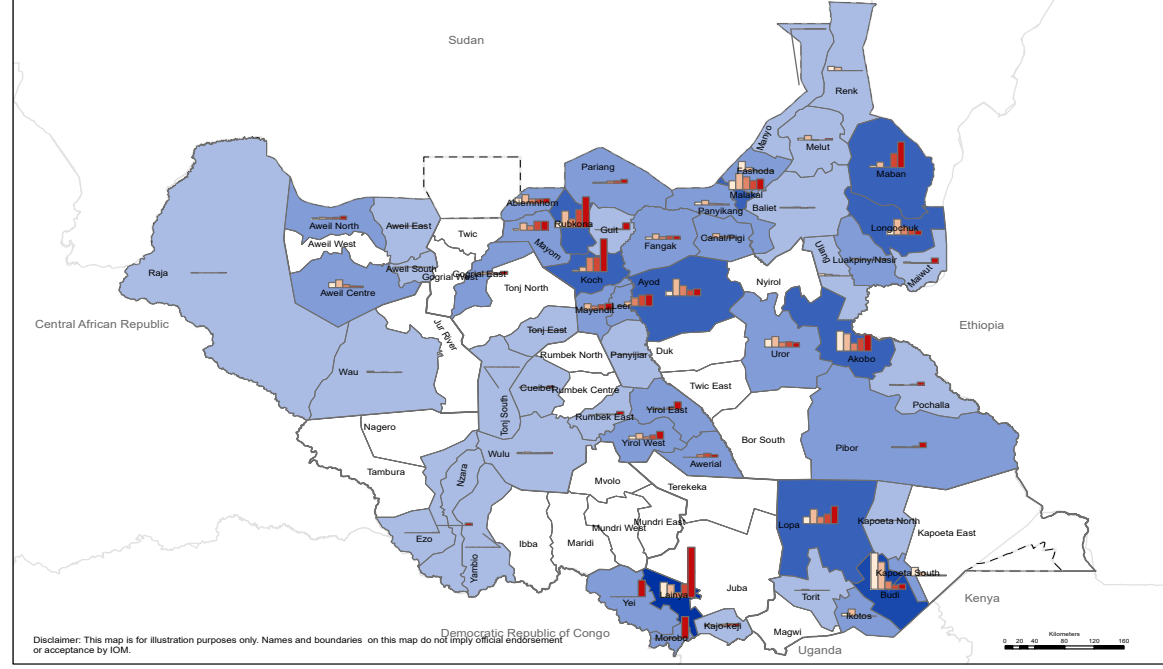 Sudan
Renk
Manyo
Melut
Pariang
Fashoda
Maban
Malakal
Abiemnhom
Panyikang
Baliet
Aweil North
Aweil East
Twic
Rubkona
Guit
Longochuk
Aweil West
Mayom
Fangak
Canal/Pigi
Ulang
Luakpiny/Nasir
Raja
Aweil South
Gogrial West
Gogrial East
Koch
Maiwut
Aweil Centre
Tonj North
Ayod
Nyirol
Mayendit
Leer
Central African Republic
Jur River
Tonj East
Ethiopia
Rumbek North
Panyijiar
Duk
Uror
Akobo
Wau
Cueibet
Rumbek Centre
Twic East
Pochalla
Tonj South
Rumbek East
Yirol East
Nagero
Yirol West
Bor South
Pibor
Wulu
Awerial
Tambura
Nzara
Mvolo
Terekeka
Mundri West
Mundri East
Lopa
Kapoeta North
Kapoeta East
Ezo
Ibba
Maridi
Yambio
Kapoeta South
Juba
Lainya
Budi
Yei
Torit
Kenya
Ikotos
Kajo-keji
Morobo
Magwi
Democratic Republic of Congo
Uganda
Disclaimer: This map is for illustration purposes only. Names and boundaries on this map do not imply official endorsement
or acceptance by IOM.
Kilometers
0 20 40 80 120 160